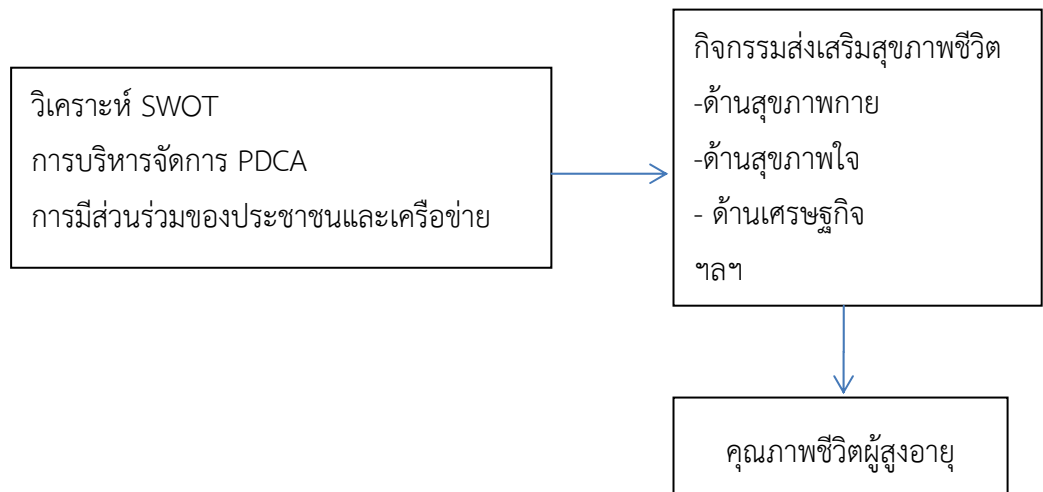 วิเคราะห์ SWOT
การบริหารจัดการ PDCA
การมีส่วนร่วมของประชาชนและเครือข่าย
กิจกรรมส่งเสริมสุขภาพชีวิต
-ด้านสุขภาพกาย
-ด้านสุขภาพใจ
- ด้านเศรษฐกิจ
ฯลฯ
คุณภาพชีวิตผู้สูงอายุ